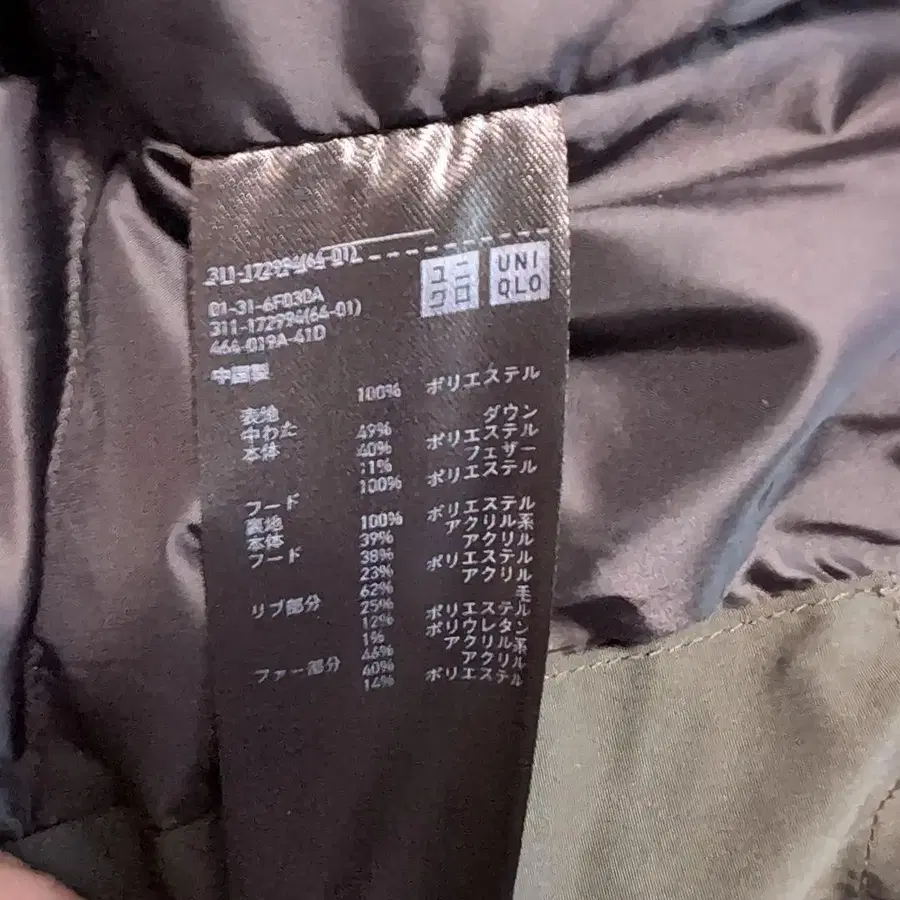 311-172994(64-01)
ユニ
クロ
UNI
QLO
01-31-6F030A
311-172994(64-01)
464-019A-41D
中国製
表地 100% ポリエステル
中わた
本体 49% ダウン
40% ポリエステル
11% フェザー
フード 100% ポリエステル
裏地
本体 100% ポリエステル
フード 39% アクリル系
38% アクリル
23% ポリエステル
リブ部分 62% アクリル
25% 毛
12% ポリエステル
1% ポリウレタン
ファー部分 46% アクリル系
40% アクリル
14% ポリエステル